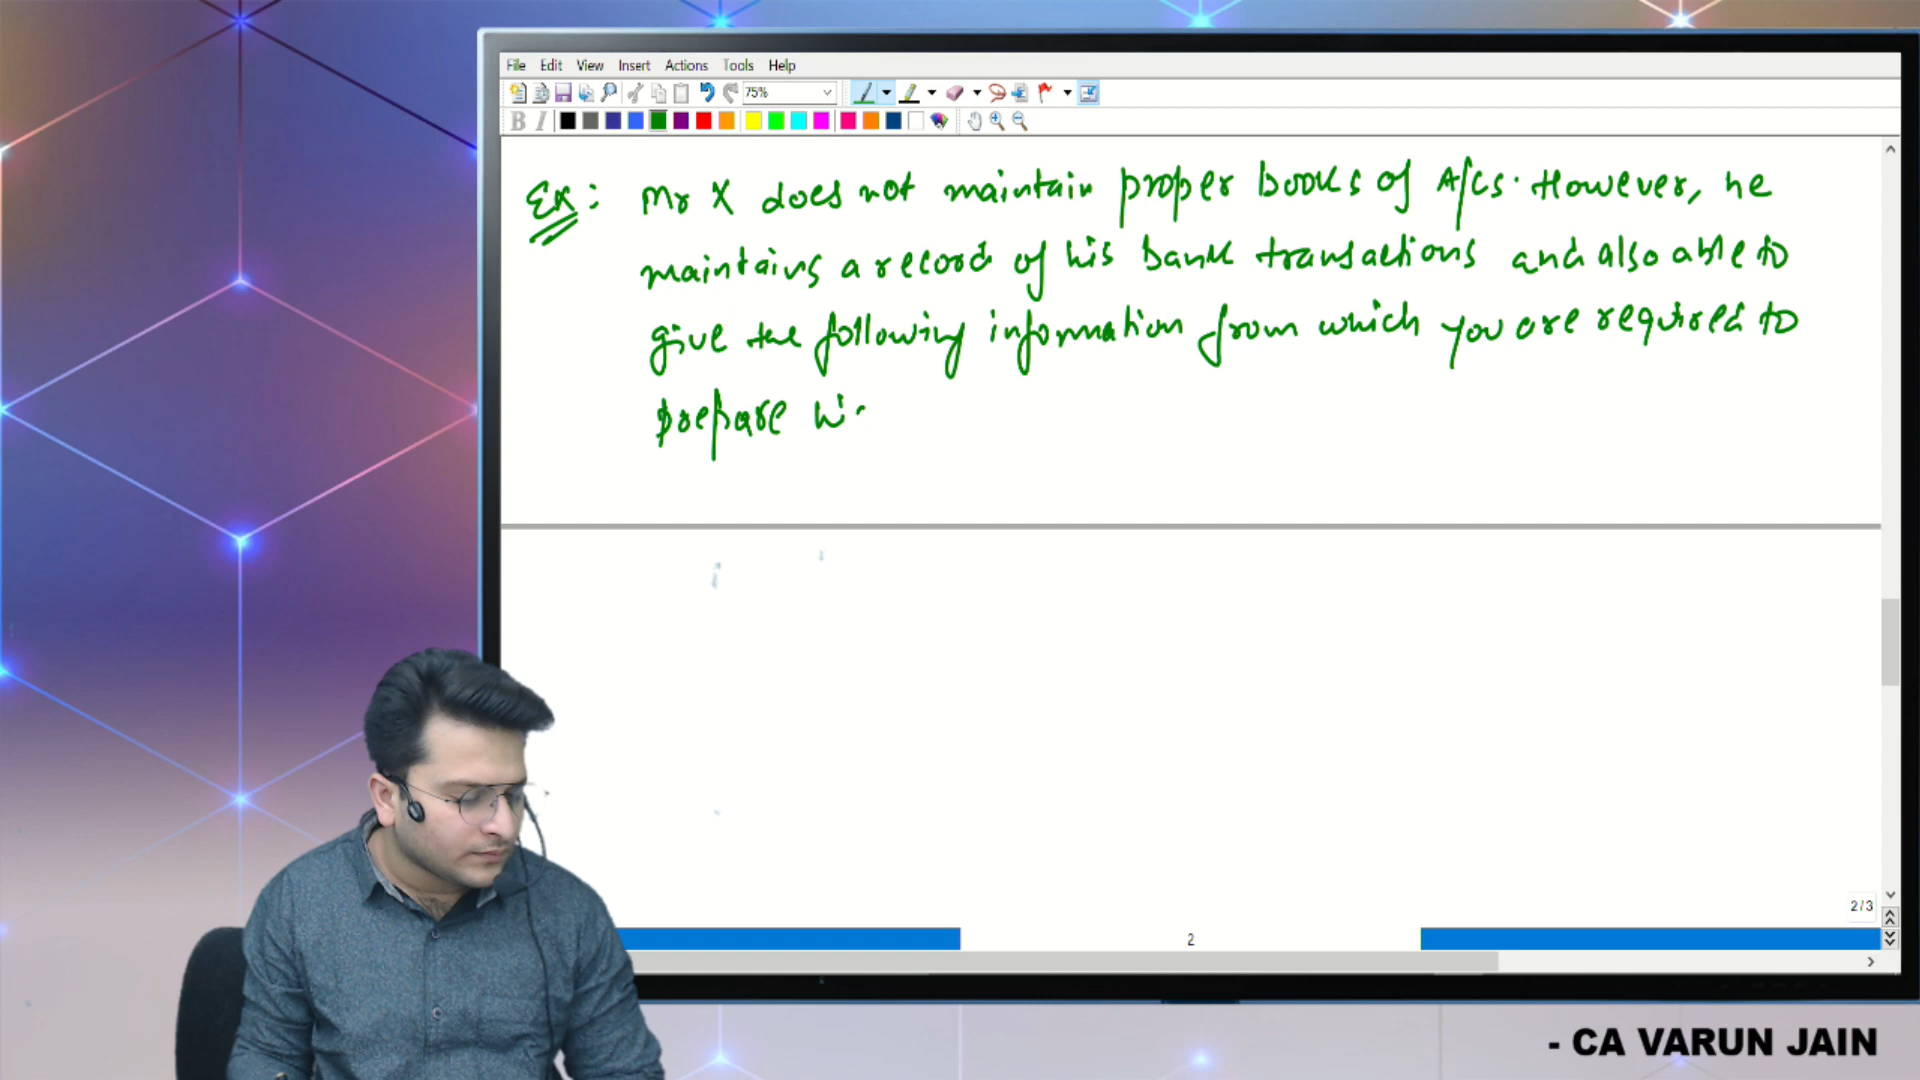 File Edit View Insert Actions Tools Help
75%
B I
Ex: Mr X does not maintain proper books of A/cs. However, he
maintains a record of his bank transactions and also able to
give the following information from which you are required to
prepare hi
2/3
2
- CA VARUN JAIN